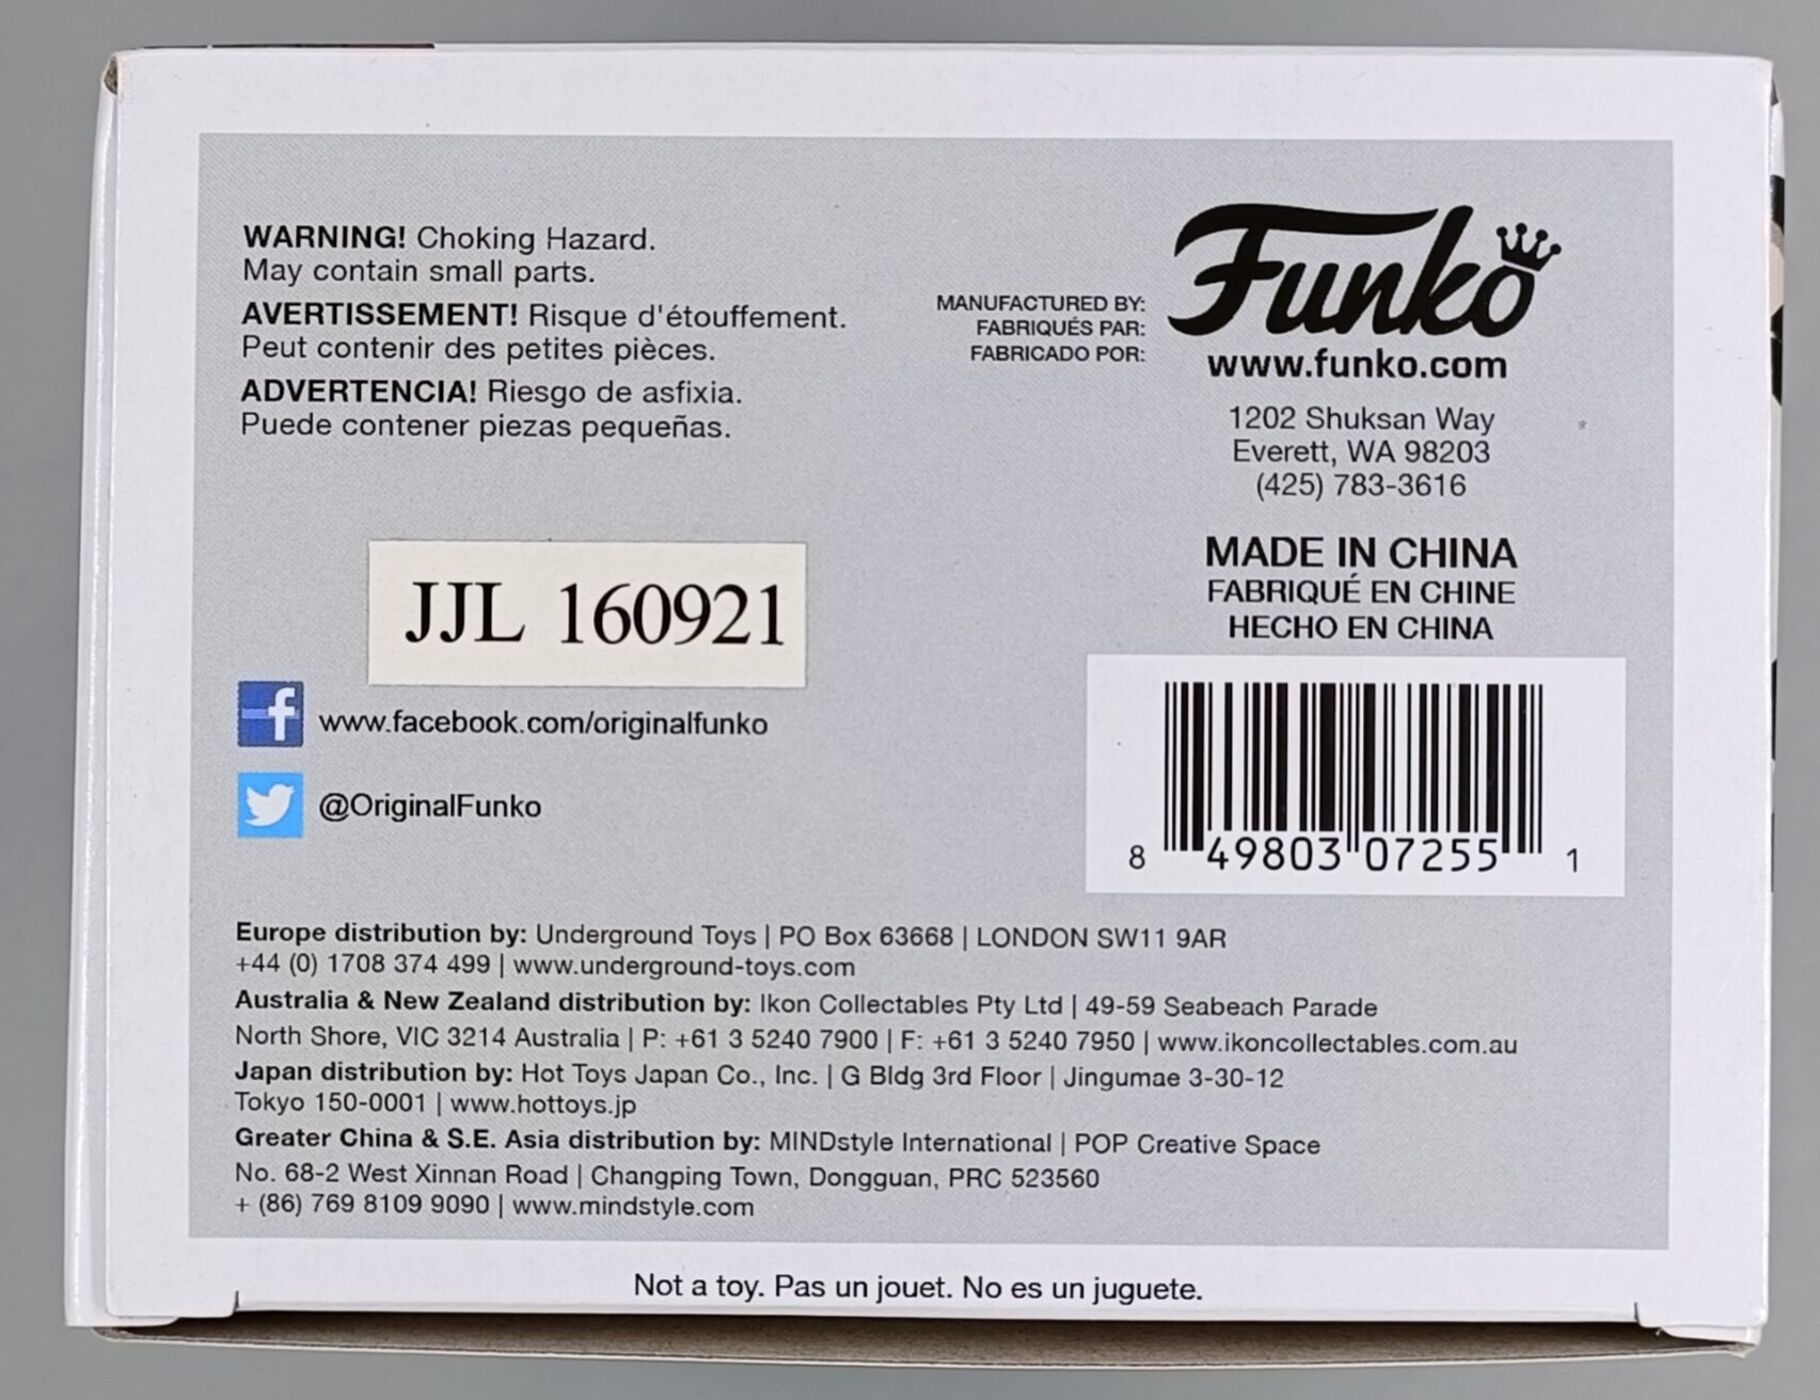 WARNING! Choking Hazard.
May contain small parts.
AVERTISSEMENT! Risque d'étouffement.
Peut contenir des petites pièces.
ADVERTENCIA! Riesgo de asfixia.
Puede contener piezas pequeñas.
MANUFACTURED BY:
FABRIQUÉS PAR:
FABRICADO POR:
Funko
www.funko.com
1202 Shuksan Way
Everett, WA 98203
(425) 783-3616
MADE IN CHINA
FABRIQUÉ EN CHINE
HECHO EN CHINA
JJL 160921
www.facebook.com/originalfunko
@OriginalFunko
8 49803 07255 1
Europe distribution by: Underground Toys | PO Box 63668 | LONDON SW11 9AR
+44 (0) 1708 374 499 | www.underground-toys.com
Australia & New Zealand distribution by: Ikon Collectables Pty Ltd | 49-59 Seabeach Parade
North Shore, VIC 3214 Australia | P: +61 3 5240 7900 | F: +61 3 5240 7950 | www.ikoncollectables.com.au
Japan distribution by: Hot Toys Japan Co., Inc. | G Bldg 3rd Floor | Jingumae 3-30-12
Tokyo 150-0001 | www.hottoys.jp
Greater China & S.E. Asia distribution by: MINDstyle International | POP Creative Space
No. 68-2 West Xinnan Road | Changping Town, Dongguan, PRC 523560
+ (86) 769 8109 9090 | www.mindstyle.com
Not a toy. Pas un jouet. No es un juguete.